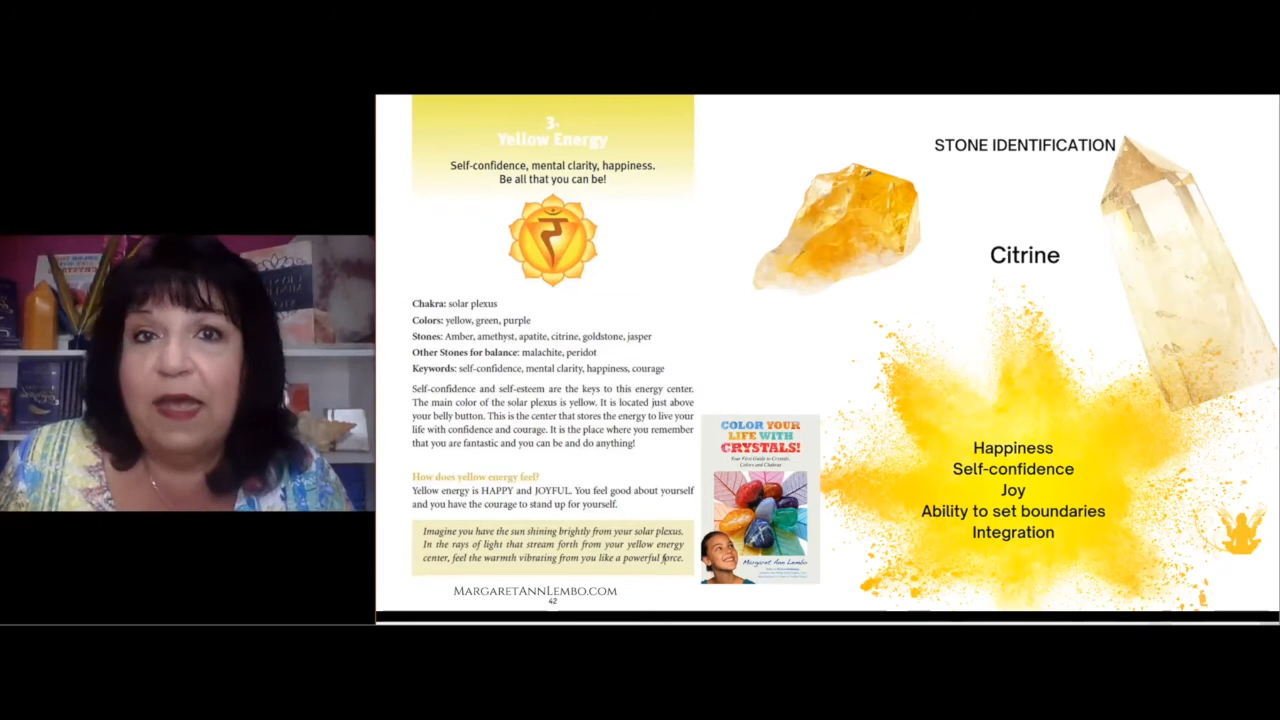 3.
Yellow Energy
Self-confidence, mental clarity, happiness.
Be all that you can be!
Chakra: solar plexus
Colors: yellow, green, purple
Stones: Amber, amethyst, apatite, citrine, goldstone, jasper
Other Stones for balance: malachite, peridot
Keywords: self-confidence, mental clarity, happiness, courage
Self-confidence and self-esteem are the keys to this energy center.
The main color of the solar plexus is yellow. It is located just above
your belly button. This is the center that stores the energy to live your
life with confidence and courage. It is the place where you remember
that you are fantastic and you can be and do anything!
How does yellow energy feel?
Yellow energy is HAPPY and JOYFUL. You feel good about yourself
and you have the courage to stand up for yourself.
Imagine you have the sun shining brightly from your solar plexus.
In the rays of light that stream forth from your yellow energy
center, feel the warmth vibrating from you like a powerful force.
MARGARETANNLEMBO.COM
42
COLOR YOUR
LIFE WITH
CRYSTALS!
Your First Guide to Crystals,
Colors and Chakras
Margaret Ann Lembo
STONE IDENTIFICATION
Citrine
Happiness
Self-confidence
Joy
Ability to set boundaries
Integration